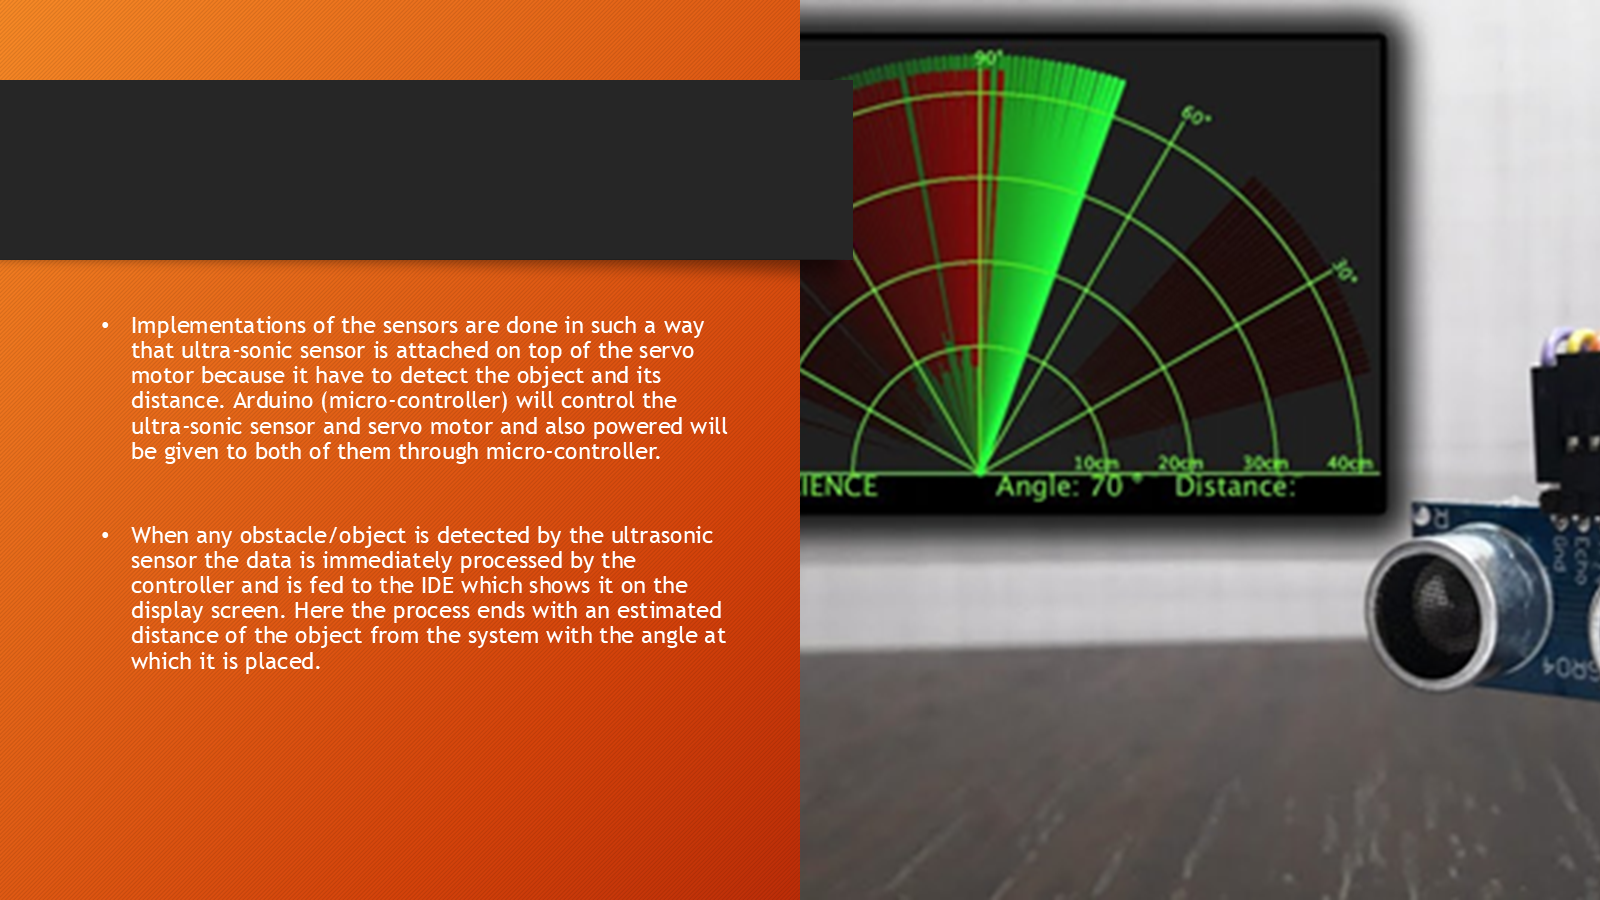 • Implementations of the sensors are done in such a way
that ultra-sonic sensor is attached on top of the servo
motor because it have to detect the object and its
distance. Arduino (micro-controller) will control the
ultra-sonic sensor and servo motor and also powered will
be given to both of them through micro-controller.
• When any obstacle/object is detected by the ultrasonic
sensor the data is immediately processed by the
controller and is fed to the IDE which shows it on the
display screen. Here the process ends with an estimated
distance of the object from the system with the angle at
which it is placed.
90°
60°
30°
10cm 20cm 30cm 40cm
IENCE Angle: 70 ° Distance:
R
Echo
Gnd
SR04